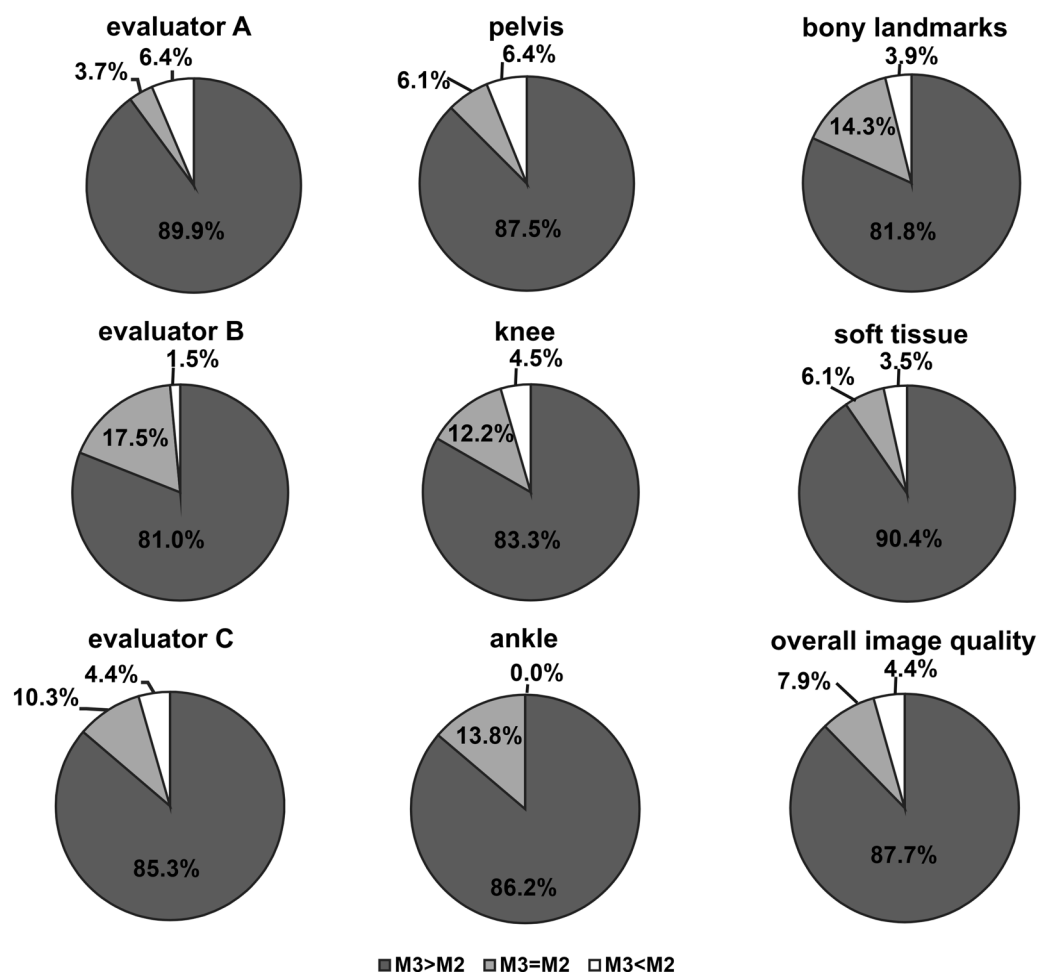 evaluator A
6.4%
3.7%
89.9%
pelvis
6.4%
6.1%
87.5%
bony landmarks
3.9%
14.3%
81.8%
evaluator B
1.5%
17.5%
81.0%
knee
4.5%
12.2%
83.3%
soft tissue
3.5%
6.1%
90.4%
evaluator C
4.4%
10.3%
85.3%
ankle
0.0%
13.8%
86.2%
overall image quality
4.4%
7.9%
87.7%
M3>M2 M3=M2 M3<M2